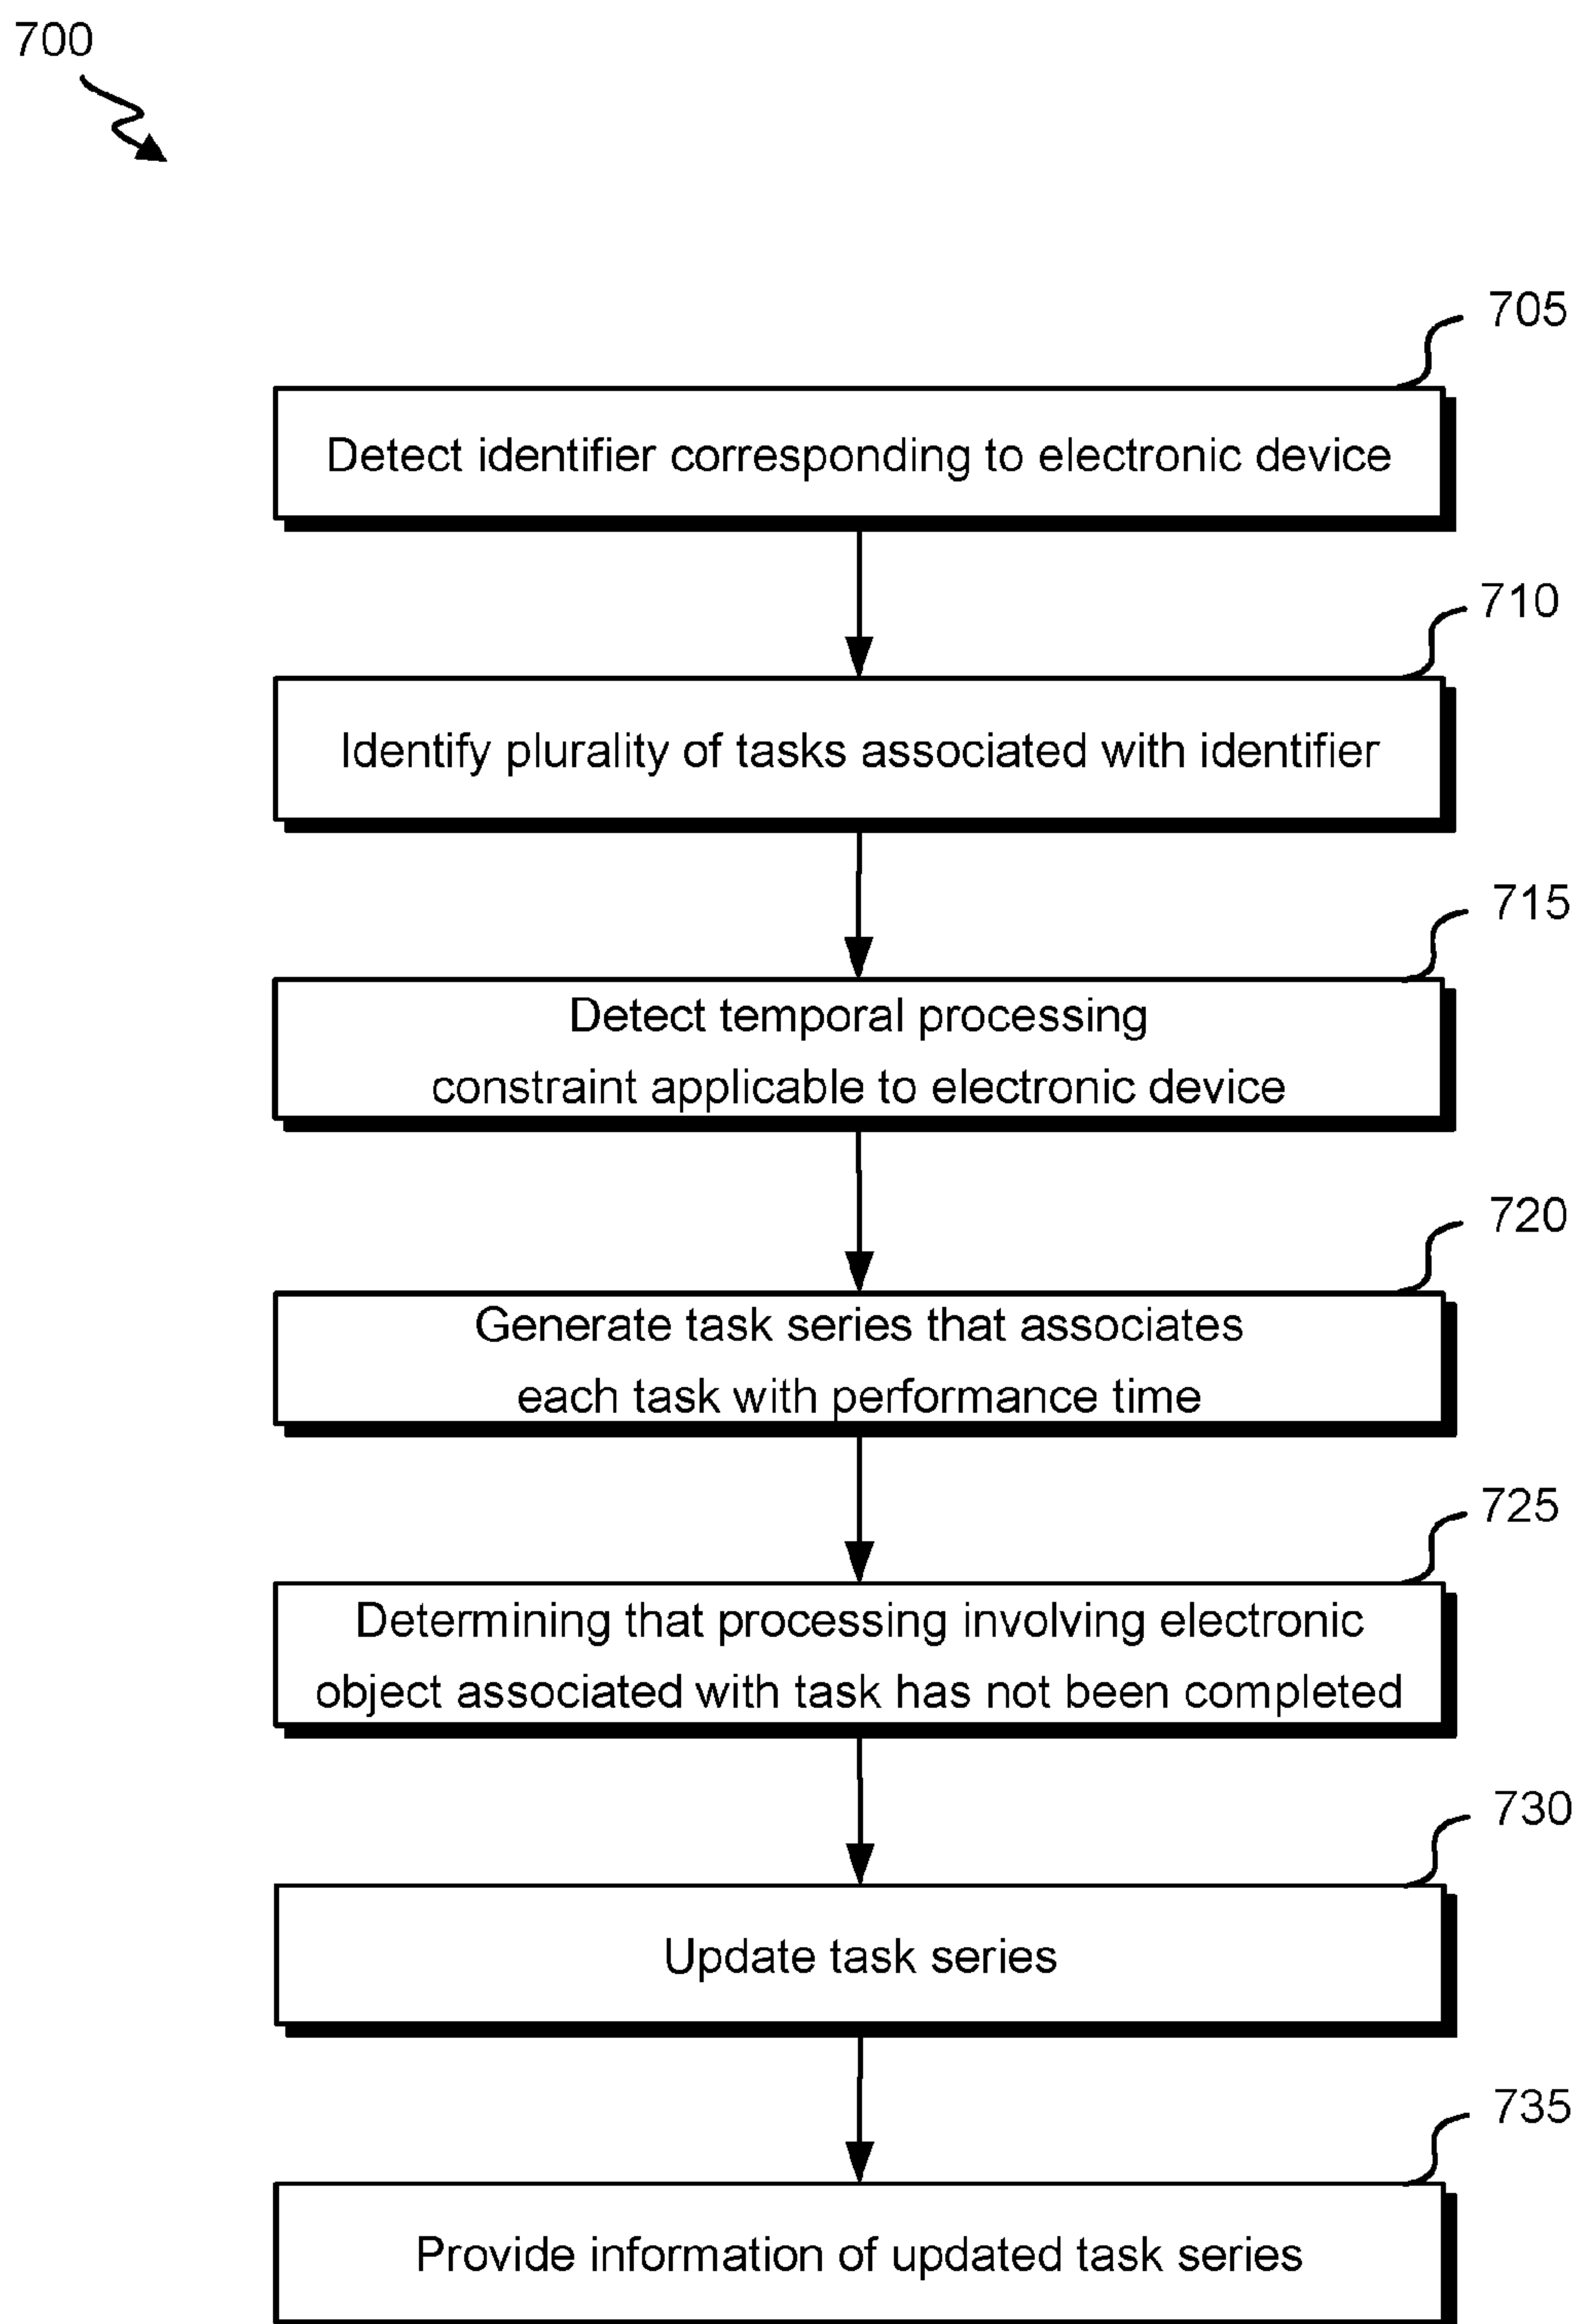 700
705
Detect identifier corresponding to electronic device
710
Identify plurality of tasks associated with identifier
715
Detect temporal processing
constraint applicable to electronic device
720
Generate task series that associates
each task with performance time
725
Determining that processing involving electronic
object associated with task has not been completed
730
Update task series
735
Provide information of updated task series